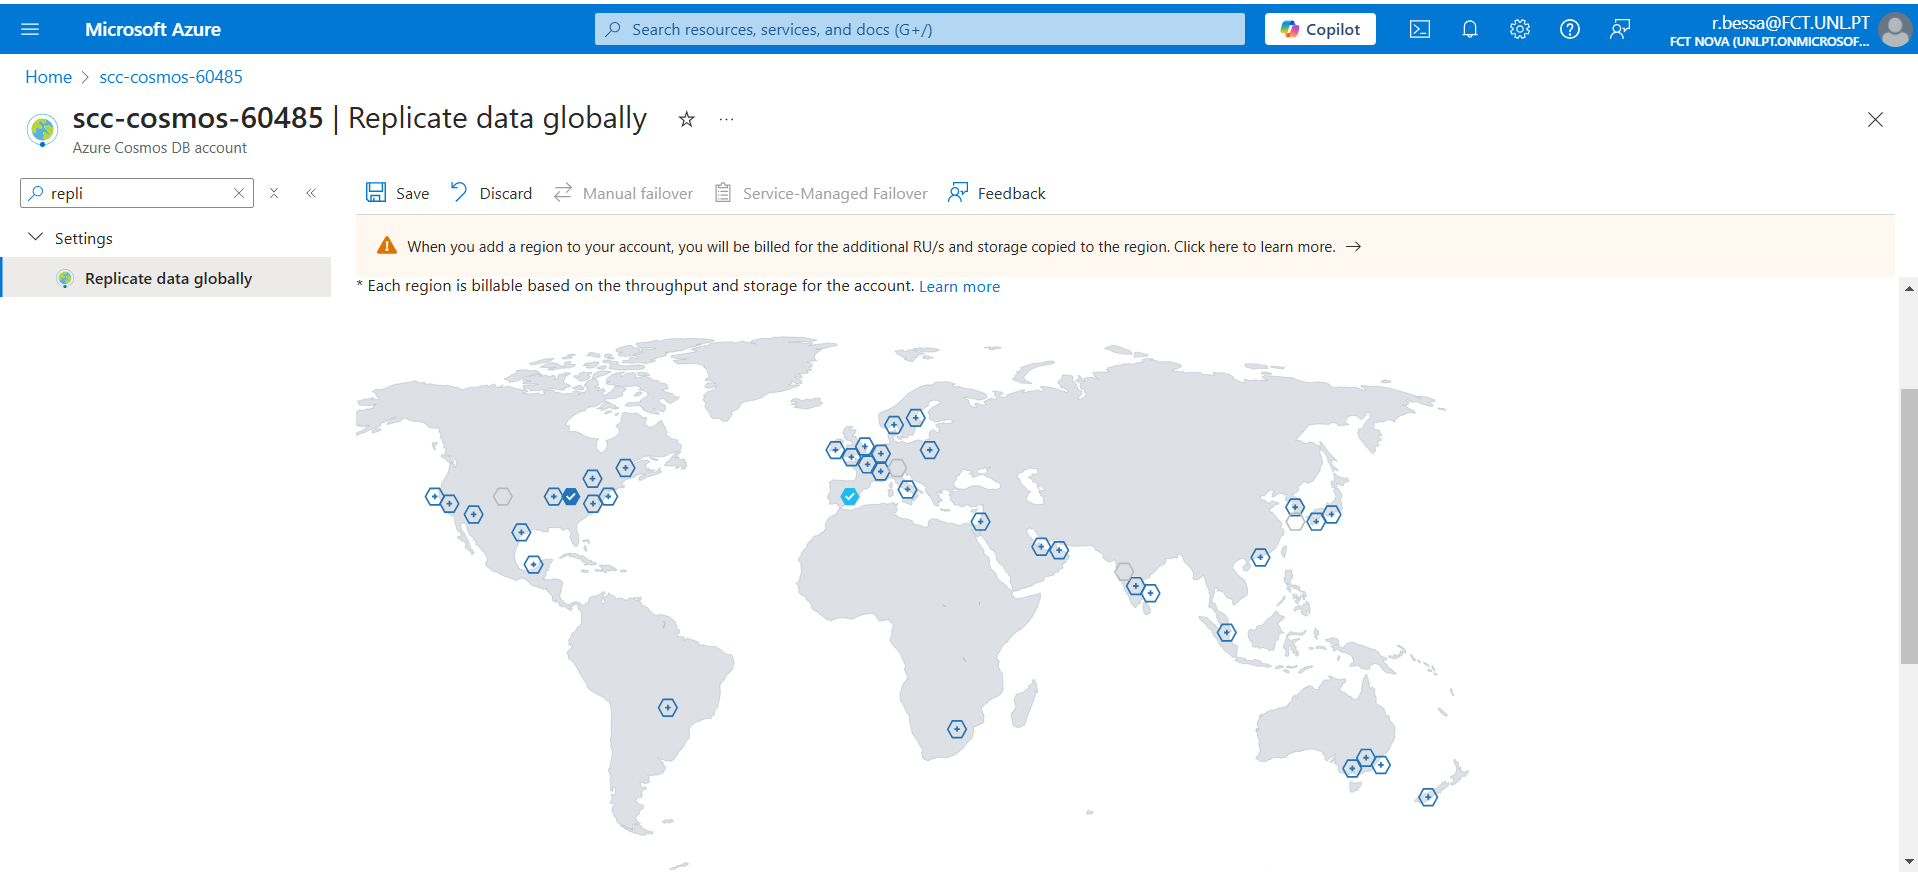 Microsoft Azure
Search resources, services, and docs (G+/)
Copilot
r.bessa@FCT.UNL.PT
FCT NOVA (UNLPT.ONMICROSOF...
Home > scc-cosmos-60485
scc-cosmos-60485 | Replicate data globally
Azure Cosmos DB account
repli
Save
Discard
Manual failover
Service-Managed Failover
Feedback
Settings
Replicate data globally
When you add a region to your account, you will be billed for the additional RU/s and storage copied to the region. Click here to learn more. →
* Each region is billable based on the throughput and storage for the account. Learn more